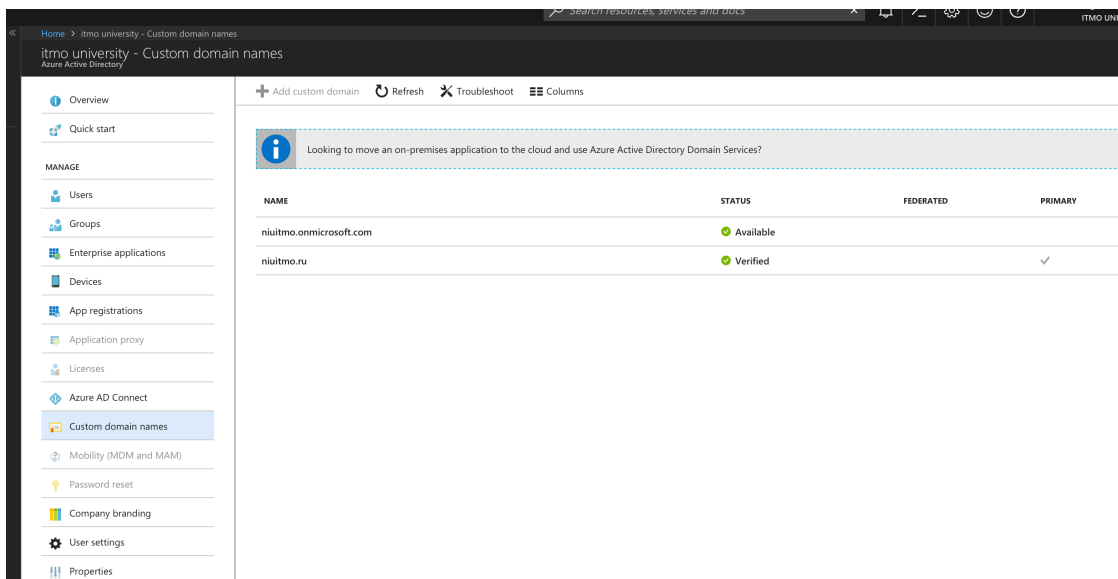 Search resources, services and docs
ITMO UNI
Home > itmo university - Custom domain names
itmo university - Custom domain names
Azure Active Directory
Overview
Quick start
MANAGE
Users
Groups
Enterprise applications
Devices
App registrations
Application proxy
Licenses
Azure AD Connect
Custom domain names
Mobility (MDM and MAM)
Password reset
Company branding
User settings
Properties
Add custom domain Refresh Troubleshoot Columns
Looking to move an on-premises application to the cloud and use Azure Active Directory Domain Services?
NAME STATUS FEDERATED PRIMARY
niuitmo.onmicrosoft.com Available
niuitmo.ru Verified